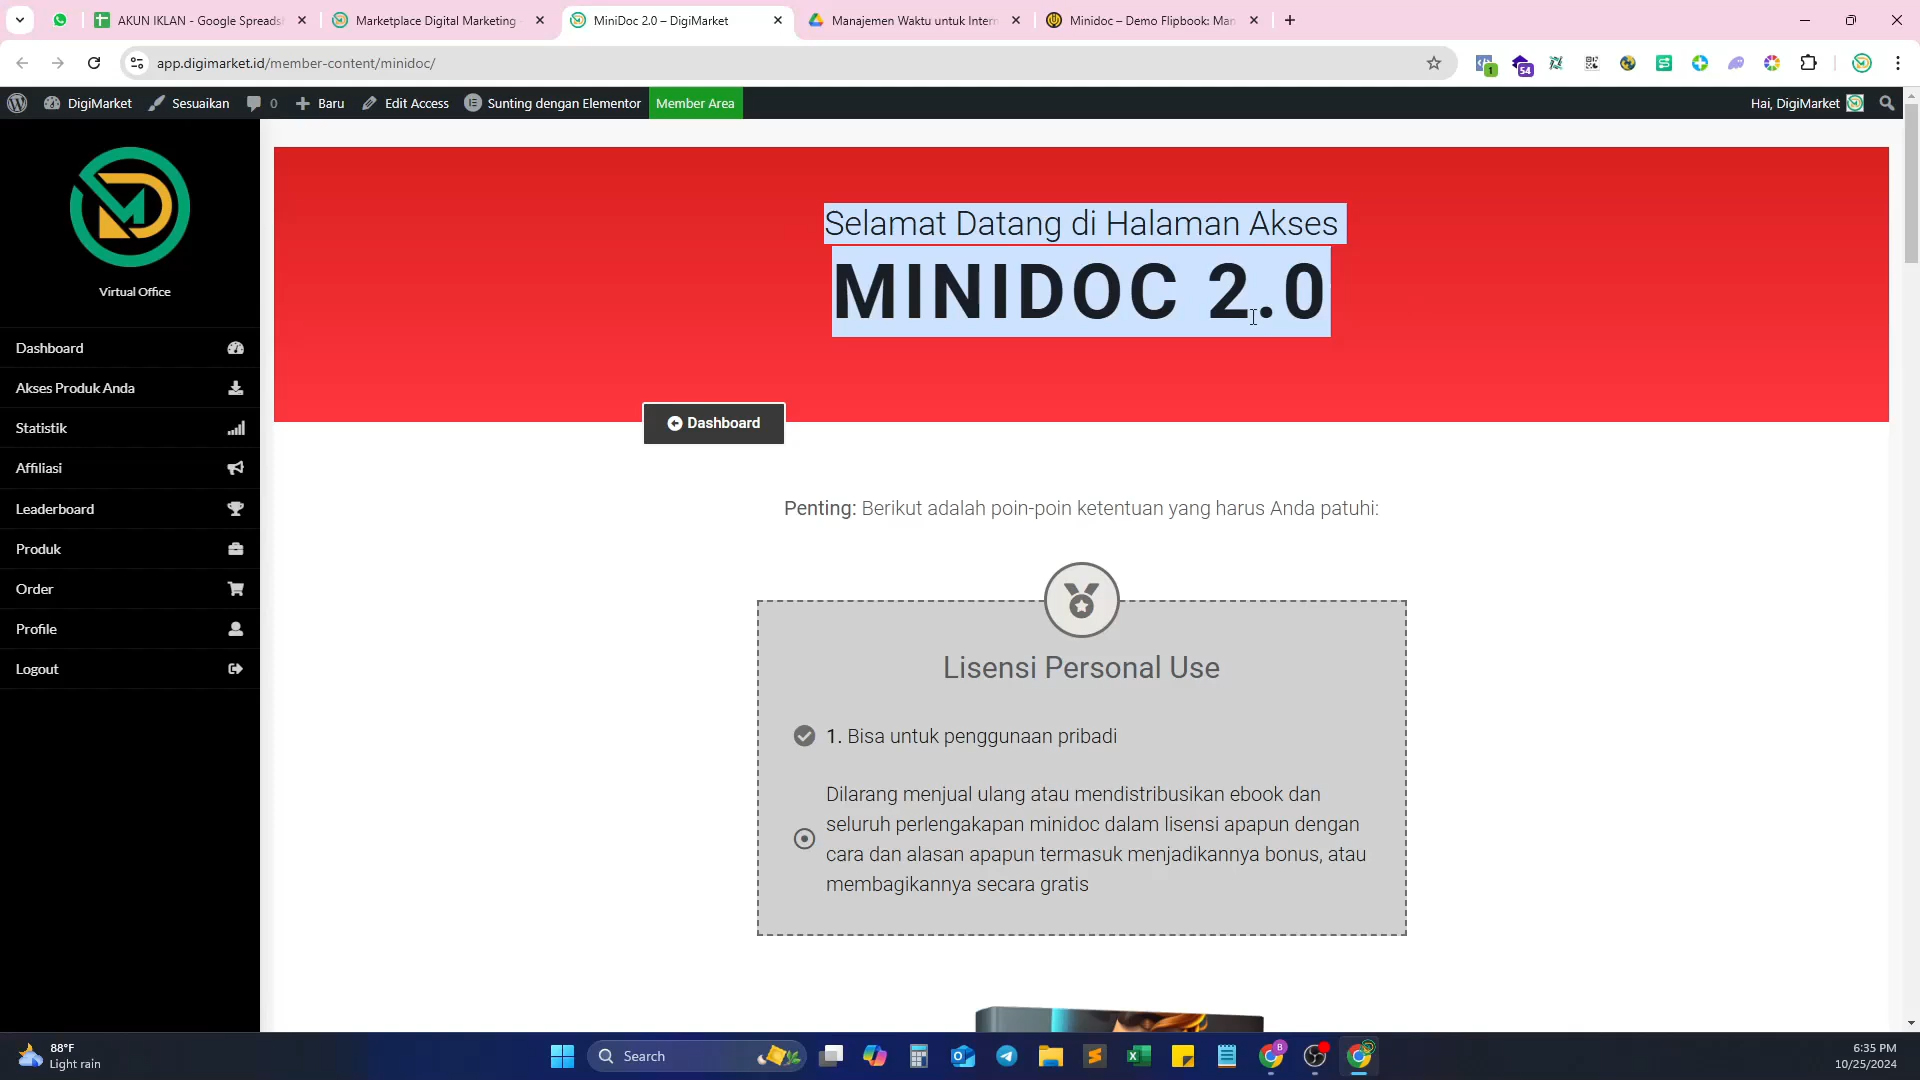 AKUN IKLAN - Google Spreads
Marketplace Digital Marketing
MiniDoc 2.0 – DigiMarket
Manajemen Waktu untuk Intern
Minidoc – Demo Flipbook: Man
app.digimarket.id/member-content/minidoc/
1
54
DigiMarket
Sesuaikan
0
Baru
Edit Access
Sunting dengan Elementor
Member Area
Hai, DigiMarket
Virtual Office
Dashboard
Akses Produk Anda
Statistik
Affiliasi
Leaderboard
Produk
Order
Profile
Logout
Selamat Datang di Halaman Akses
MINIDOC 2.0
Dashboard
Penting: Berikut adalah poin-poin ketentuan yang harus Anda patuhi:
Lisensi Personal Use
1. Bisa untuk penggunaan pribadi
Dilarang menjual ulang atau mendistribusikan ebook dan
seluruh perlengakapan minidoc dalam lisensi apapun dengan
cara dan alasan apapun termasuk menjadikannya bonus, atau
membagikannya secara gratis
88°F
Light rain
Search
6:35 PM
10/25/2024